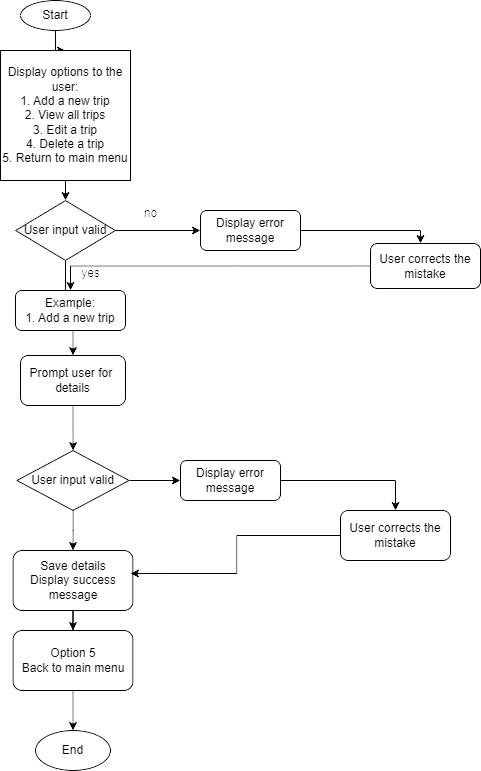 Start
Display options to the
user:
1. Add a new trip
2. View all trips
3. Edit a trip
4. Delete a trip
5. Return to main menu
User input valid
no
Display error
message
User corrects the
mistake
yes
Example:
1. Add a new trip
Prompt user for
details
User input valid
Display error
message
User corrects the
mistake
Save details
Display success
message
Option 5
Back to main menu
End